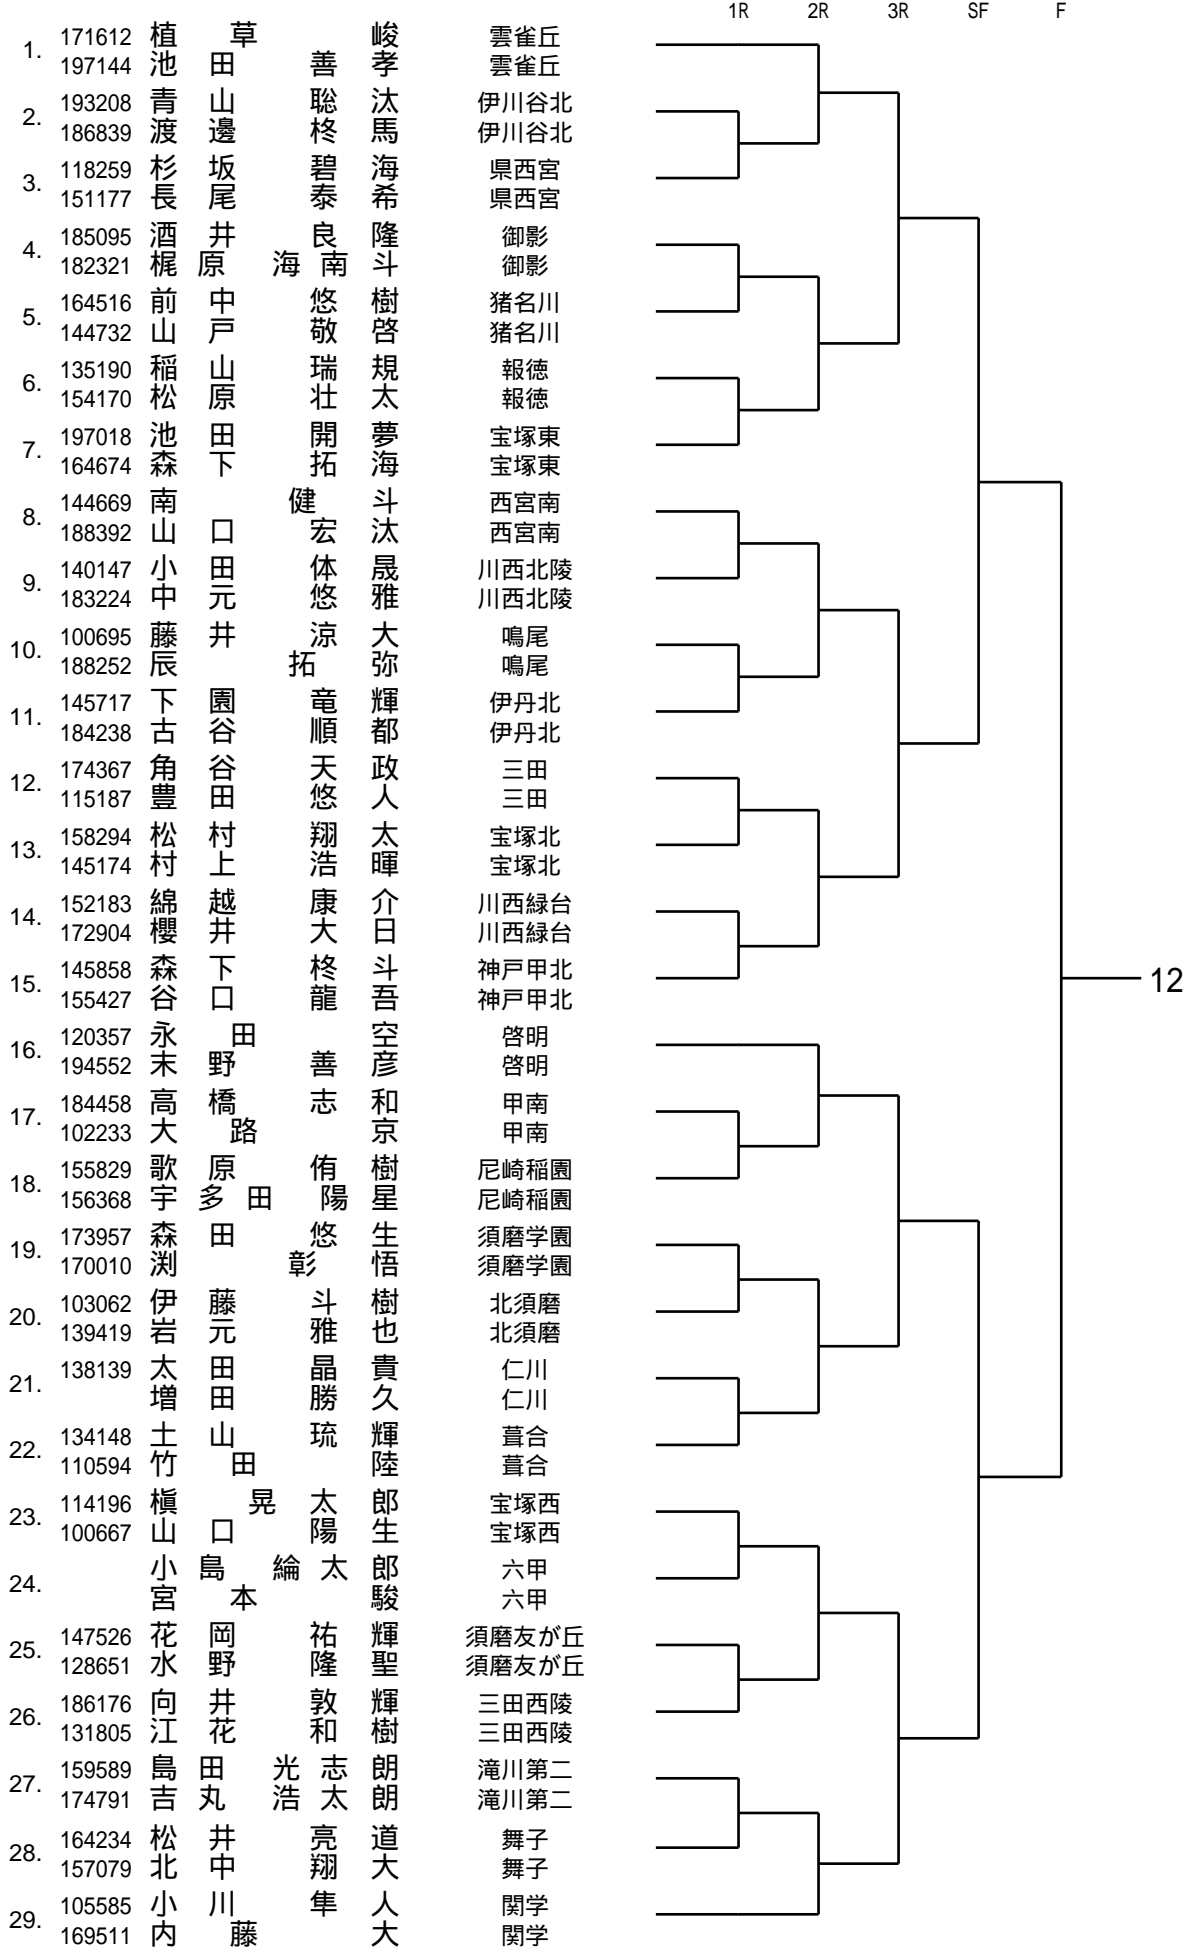 1R 2R 3R SF F
1. 171612 植草 峻 雲雀丘
197144 池田 善孝 雲雀丘
2. 193208 青山 聡汰 伊川谷北
186839 渡邊 柊馬 伊川谷北
3. 118259 杉坂 碧海 県西宮
151177 長尾 泰希 県西宮
4. 185095 酒井 良隆 御影
182321 梶原 海南斗 御影
5. 164516 前中 悠樹 猪名川
144732 山戸 敬啓 猪名川
6. 135190 稲山 瑞規 報徳
154170 松原 壮太 報徳
7. 197018 池田 開夢 宝塚東
164674 森下 拓海 宝塚東
8. 144669 南 健斗 西宮南
188392 山口 宏汰 西宮南
9. 140147 小田 体晟 川西北陵
183224 中元 悠雅 川西北陵
10. 100695 藤井 涼大 鳴尾
188252 辰 拓弥 鳴尾
11. 145717 下園 竜輝 伊丹北
184238 古谷 順都 伊丹北
12. 174367 角谷 天政 三田
115187 豊田 悠人 三田
13. 158294 松村 翔太 宝塚北
145174 村上 浩暉 宝塚北
14. 152183 綿越 康介 川西緑台
172904 櫻井 大日 川西緑台
15. 145858 森下 柊斗 神戸甲北
155427 谷口 龍吾 神戸甲北
12
16. 120357 永田 空 啓明
194552 末野 善彦 啓明
17. 184458 高橋 志和 甲南
102233 大路 京 甲南
18. 155829 歌原 侑樹 尼崎稲園
156368 宇多田 陽星 尼崎稲園
19. 173957 森田 悠生 須磨学園
170010 渕 彰悟 須磨学園
20. 103062 伊藤 斗樹 北須磨
139419 岩元 雅也 北須磨
21. 138139 太田 晶貴 仁川
増田 勝久 仁川
22. 134148 土山 琉輝 葺合
110594 竹田 陸 葺合
23. 114196 槇 晃太郎 宝塚西
100667 山口 陽生 宝塚西
24. 小島 綸太郎 六甲
宮本 駿 六甲
25. 147526 花岡 祐輝 須磨友が丘
128651 水野 隆聖 須磨友が丘
26. 186176 向井 敦輝 三田西陵
131805 江花 和樹 三田西陵
27. 159589 島田 光志朗 滝川第二
174791 吉丸 浩太朗 滝川第二
28. 164234 松井 亮道 舞子
157079 北中 翔大 舞子
29. 105585 小川 隼人 関学
169511 内藤 大 関学